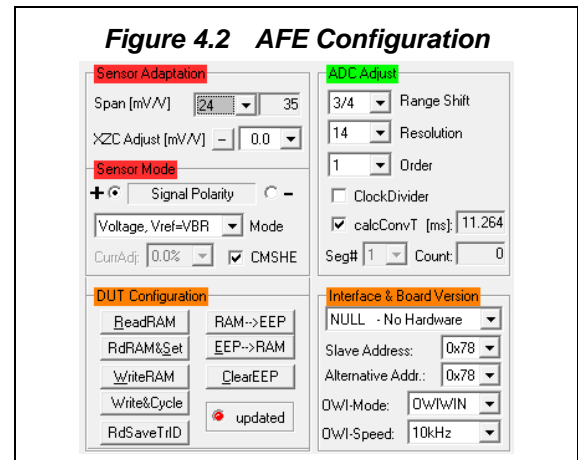 Figure 4.2 AFE Configuration
Sensor Adaptation
Span [mV/V] 24 35
XZC Adjust [mV/V] - 0.0
Sensor Mode
+ Signal Polarity -
Voltage, Vref=VBR Mode
CurrAdj: 0.0% CMSHE
ADC Adjust
3/4 Range Shift
14 Resolution
1 Order
ClockDivider
calcConvT [ms]: 11.264
Seg# 1 Count: 0
DUT Configuration
ReadRAM RAM-->EEP
RdRAM&Set EEP-->RAM
WriteRAM ClearEEP
Write&Cycle
updated
RdSaveTrID
Interface & Board Version
NULL - No Hardware
Slave Address: 0x78
Alternative Addr.: 0x78
OWI-Mode: OWIWIN
OWI-Speed: 10kHz